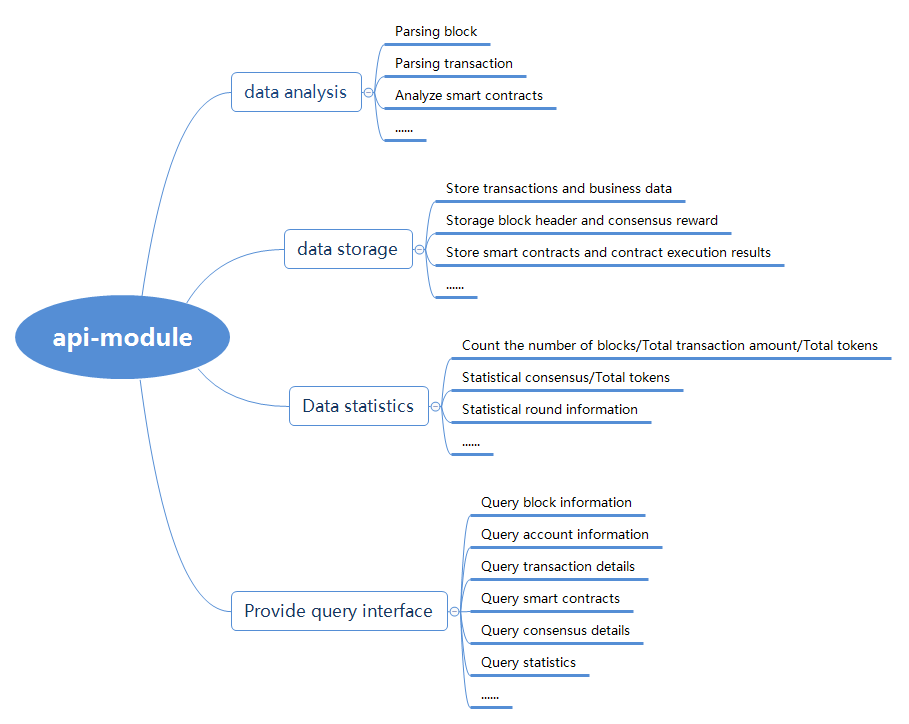 Parsing block
Parsing transaction
data analysis
Analyze smart contracts
......
Store transactions and business data
Storage block header and consensus reward
data storage
Store smart contracts and contract execution results
......
api-module
Count the number of blocks/Total transaction amount/Total tokens
Statistical consensus/Total tokens
Data statistics
Statistical round information
......
Query block information
Query account information
Query transaction details
Provide query interface
Query smart contracts
Query consensus details
Query statistics
......